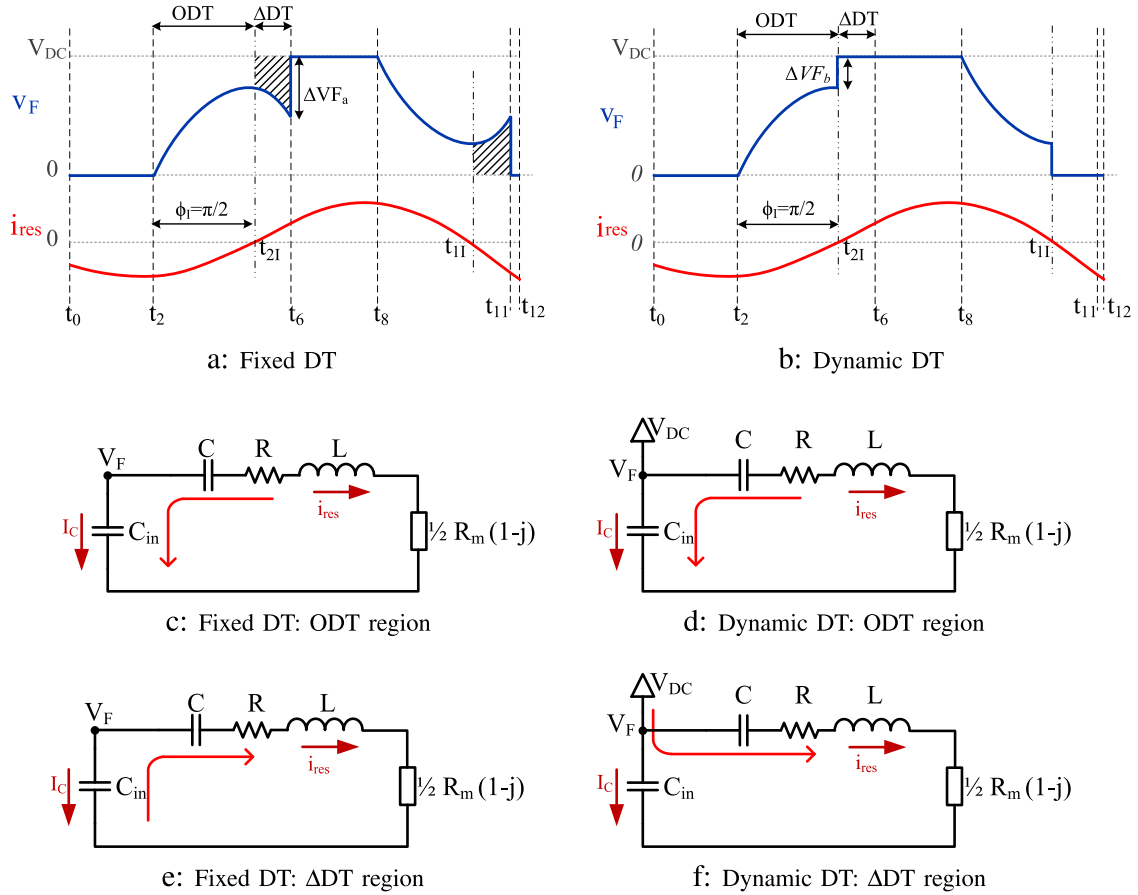 ODT ΔDT
V_DC
v_F
ΔVF_a
0
ϕ_I=π/2
i_res
0
t_2I
t_1I
t_0 t_2 t_6 t_8 t_11 t_12
a: Fixed DT
ODT ΔDT
V_DC
v_F
ΔVF_b
0
ϕ_I=π/2
i_res
0
t_2I
t_1I
t_0 t_2 t_6 t_8 t_11 t_12
b: Dynamic DT
C R L
V_F
i_res
I_C
C_in
½ R_m (1-j)
c: Fixed DT: ODT region
V_DC
C R L
V_F
i_res
I_C
C_in
½ R_m (1-j)
d: Dynamic DT: ODT region
C R L
V_F
i_res
I_C
C_in
½ R_m (1-j)
e: Fixed DT: ΔDT region
V_DC
C R L
V_F
i_res
I_C
C_in
½ R_m (1-j)
f: Dynamic DT: ΔDT region